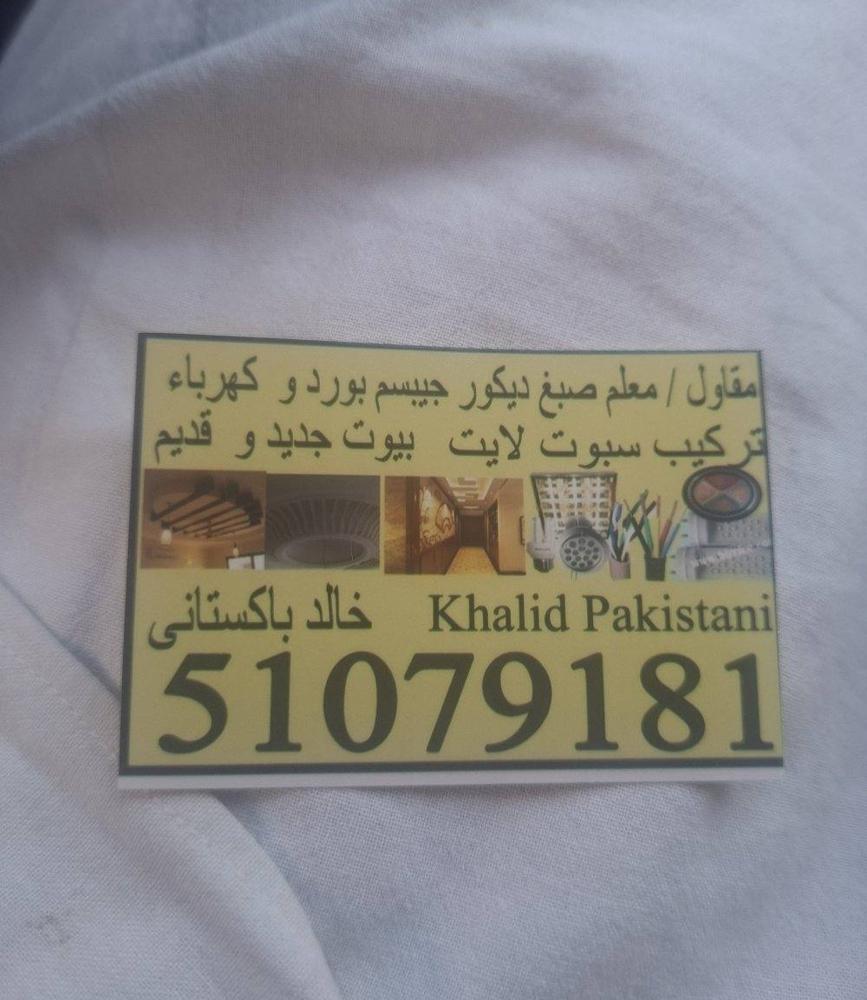 مقاول / معلم صبغ ديكور جيبسم بورد و كهرباء
تركيب سبوت لايت بيوت جديد و قديم
خالد باكستانى Khalid Pakistani
51079181